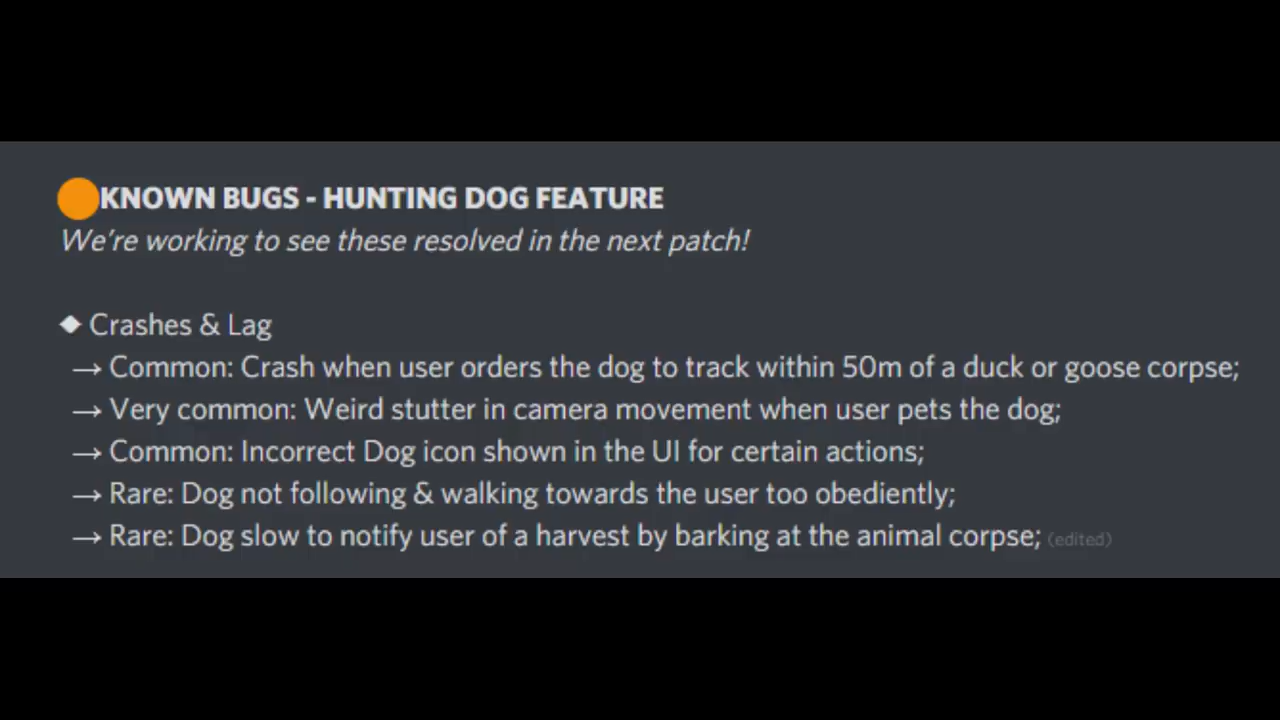 KNOWN BUGS - HUNTING DOG FEATURE
We're working to see these resolved in the next patch!
◆ Crashes & Lag
→ Common: Crash when user orders the dog to track within 50m of a duck or goose corpse;
→ Very common: Weird stutter in camera movement when user pets the dog;
→ Common: Incorrect Dog icon shown in the UI for certain actions;
→ Rare: Dog not following & walking towards the user too obediently;
→ Rare: Dog slow to notify user of a harvest by barking at the animal corpse; (edited)